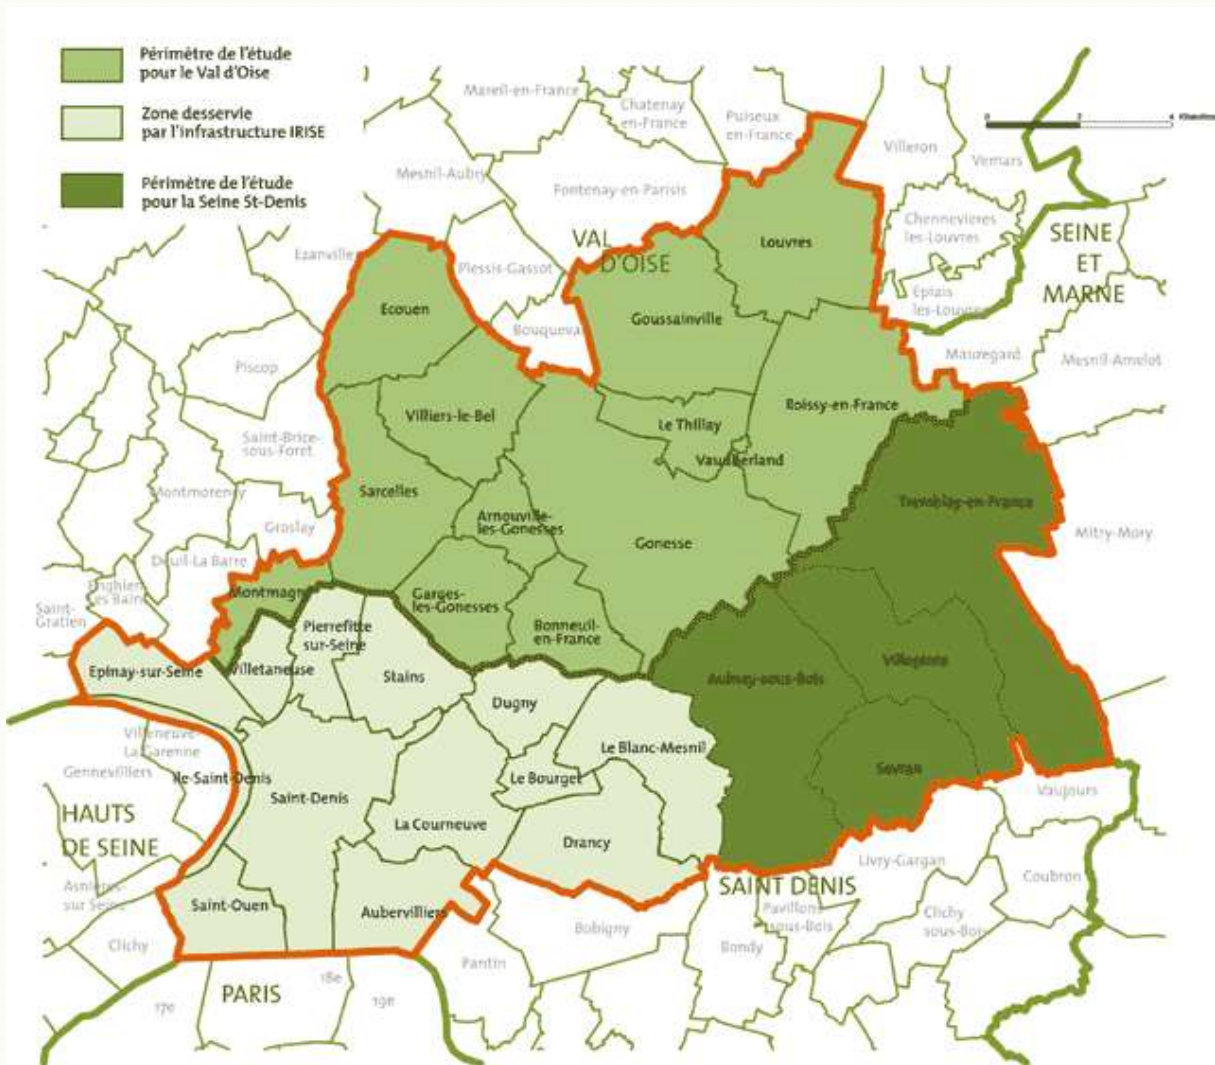 Périmètre de l'étude
pour le Val d'Oise
Zone desservie
par l'infrastructure IRISE
Périmètre de l'étude
pour la Seine St-Denis
Mareil-en-France
Chatenay
en-France
Puiseux
en-France
0
2
4
Villeron
Vemars
Mesnil-Aubry
Fontenay-en-Parisis
Chennevieres
les-Louvres
Ezanville
Plessis-Gassot
VAL
D'OISE
Louvres
SEINE
ET
MARNE
Epiais
les-Louvres
Ecouen
Bouqueval
Goussainville
Mauregard
Mesnil-Amelot
Piscop
Villiers-le-Bel
Le Thillay
Roissy-en-France
Saint-Brice-
sous-Foret
Vaudherland
Montmorency
Sarcelles
Arnouville-
les-Gonesses
Tremblay-en-France
Groslay
Gonesse
Mitry-Mory
Deuil-La Barre
Enghien
les Bains
Montmagny
Garges-
les-Gonesses
Saint-
Gratien
Pierrefitte
sur-Seine
Bonneuil
en-France
Epinay-sur-Seine
Villetaneuse
Stains
Aulnay-sous-Bois
Villepinte
Dugny
Villeneuve-
La Garenne
Le Blanc-Mesnil
Gennevilliers
Ile-Saint-Denis
Le Bourget
Sevran
Saint-Denis
Vaujours
HAUTS
DE SEINE
La Courneuve
Drancy
Livry-Gargan
Coubron
Asnières-
sur Seine
SAINT DENIS
Saint-Ouen
Aubervilliers
Pavillons
sous-Bois
Clichy
sous-Bois
Clichy
Bobigny
Bondy
Pantin
PARIS
17e
18e
19e